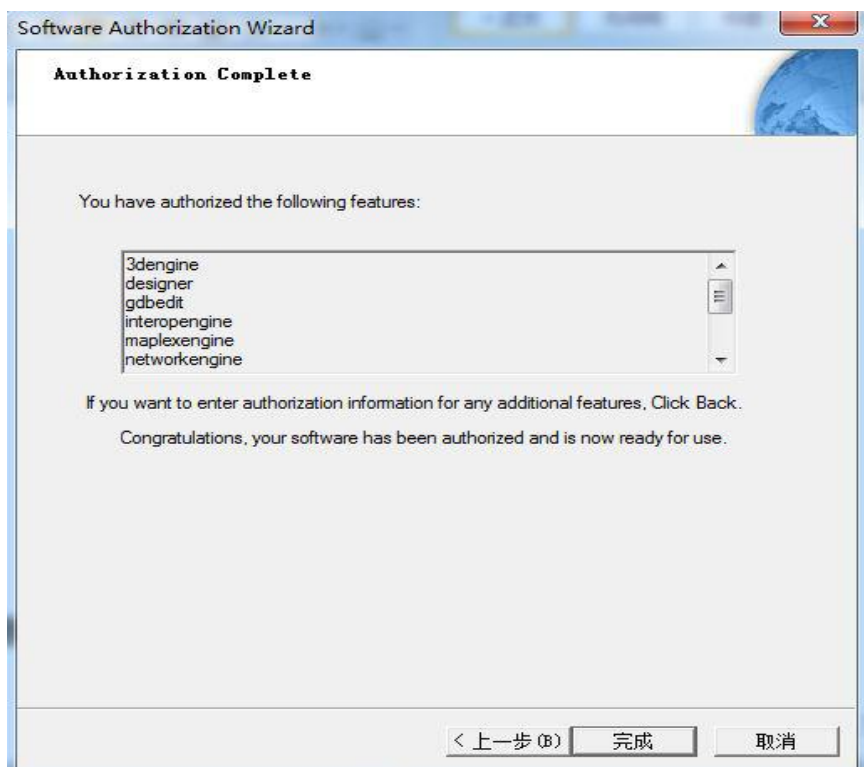 Software Authorization Wizard
Authorization Complete
You have authorized the following features:
3dengine
designer
gdbedit
interopengine
maplexengine
networkengine
If you want to enter authorization information for any additional features, Click Back.
Congratulations, your software has been authorized and is now ready for use.
< 上一步(B) 完成 取消